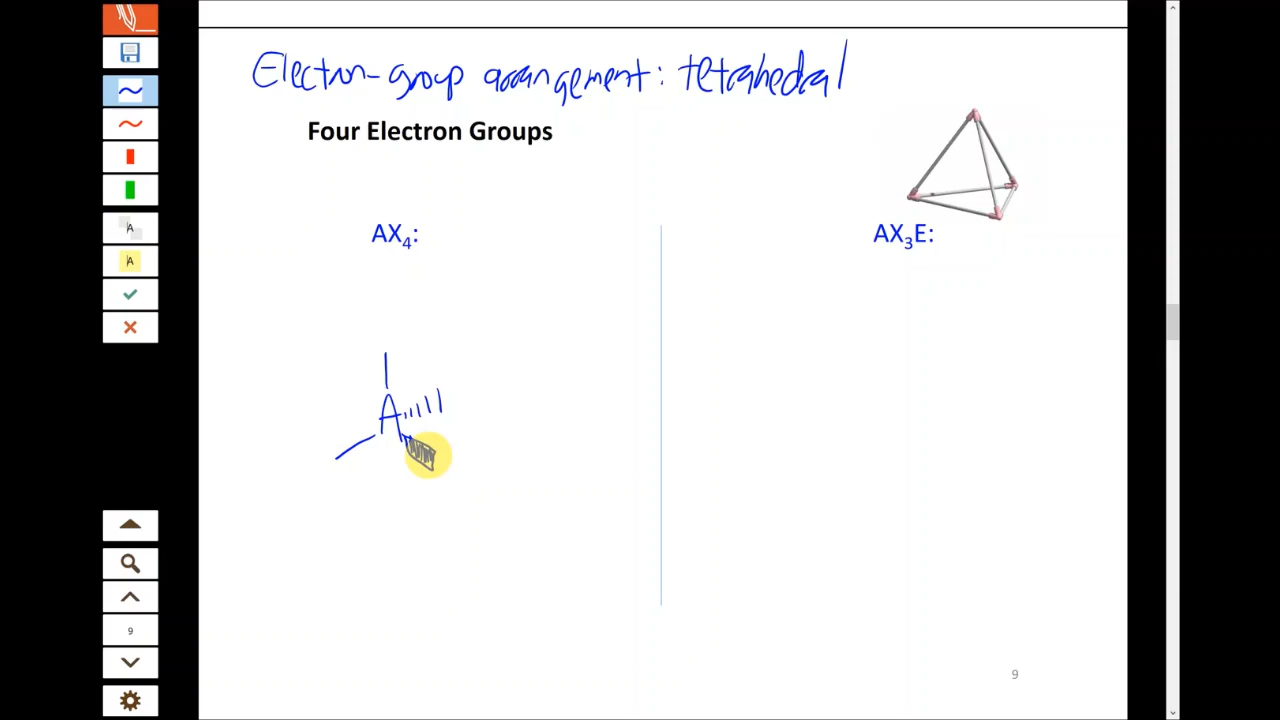 Electron-group arrangement: tetrahedral
Four Electron Groups
AX₄:
AX₃E:
A
A
A
9
9